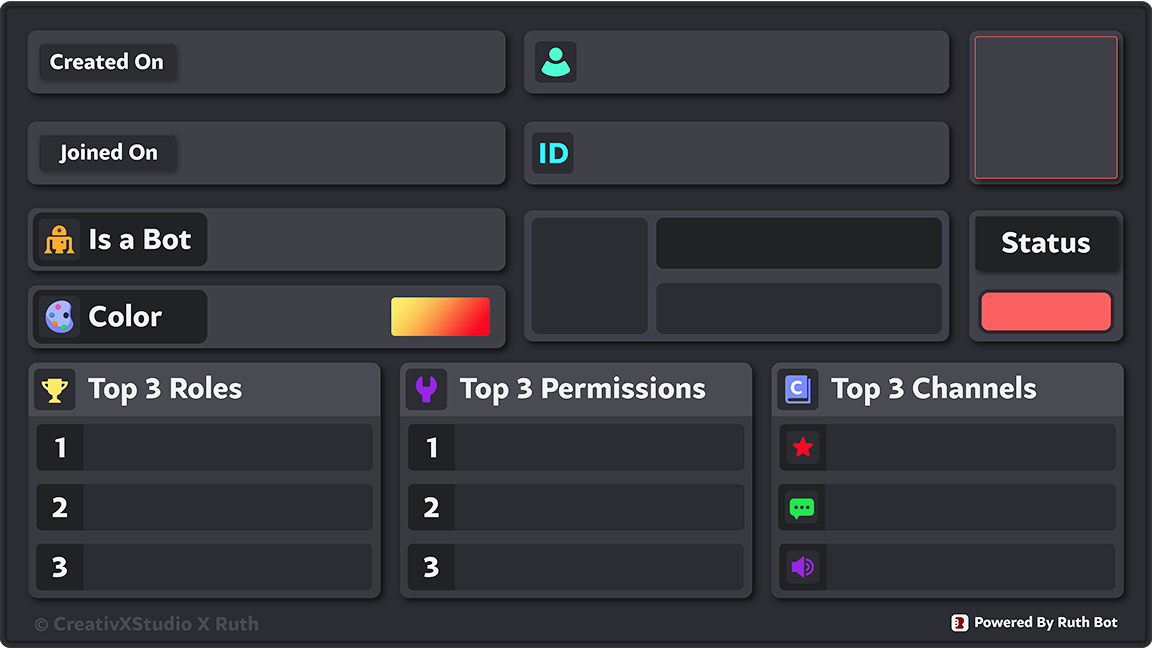 Created On
Joined On
ID
Is a Bot
Color
Status
Top 3 Roles
1
2
3
Top 3 Permissions
1
2
3
C
Top 3 Channels
© CreativXStudio X Ruth
Powered By Ruth Bot